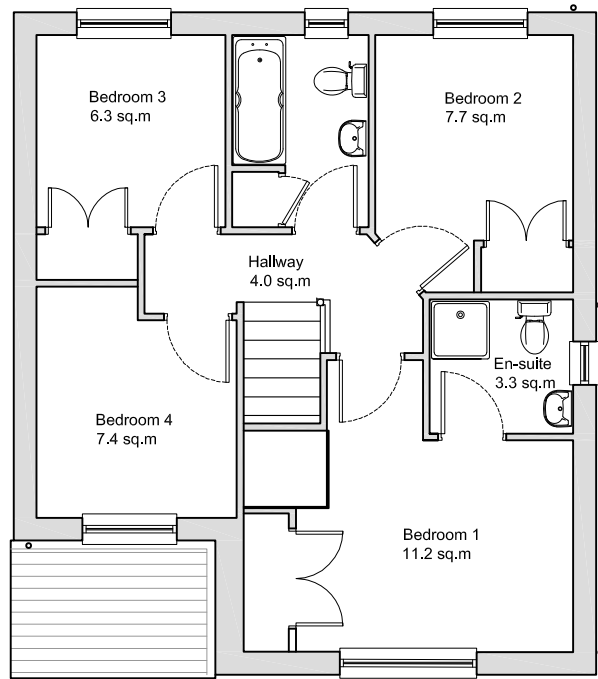 Bedroom 3
6.3 sq.m
Bedroom 2
7.7 sq.m
Hallway
4.0 sq.m
En-suite
3.3 sq.m
Bedroom 4
7.4 sq.m
Bedroom 1
11.2 sq.m